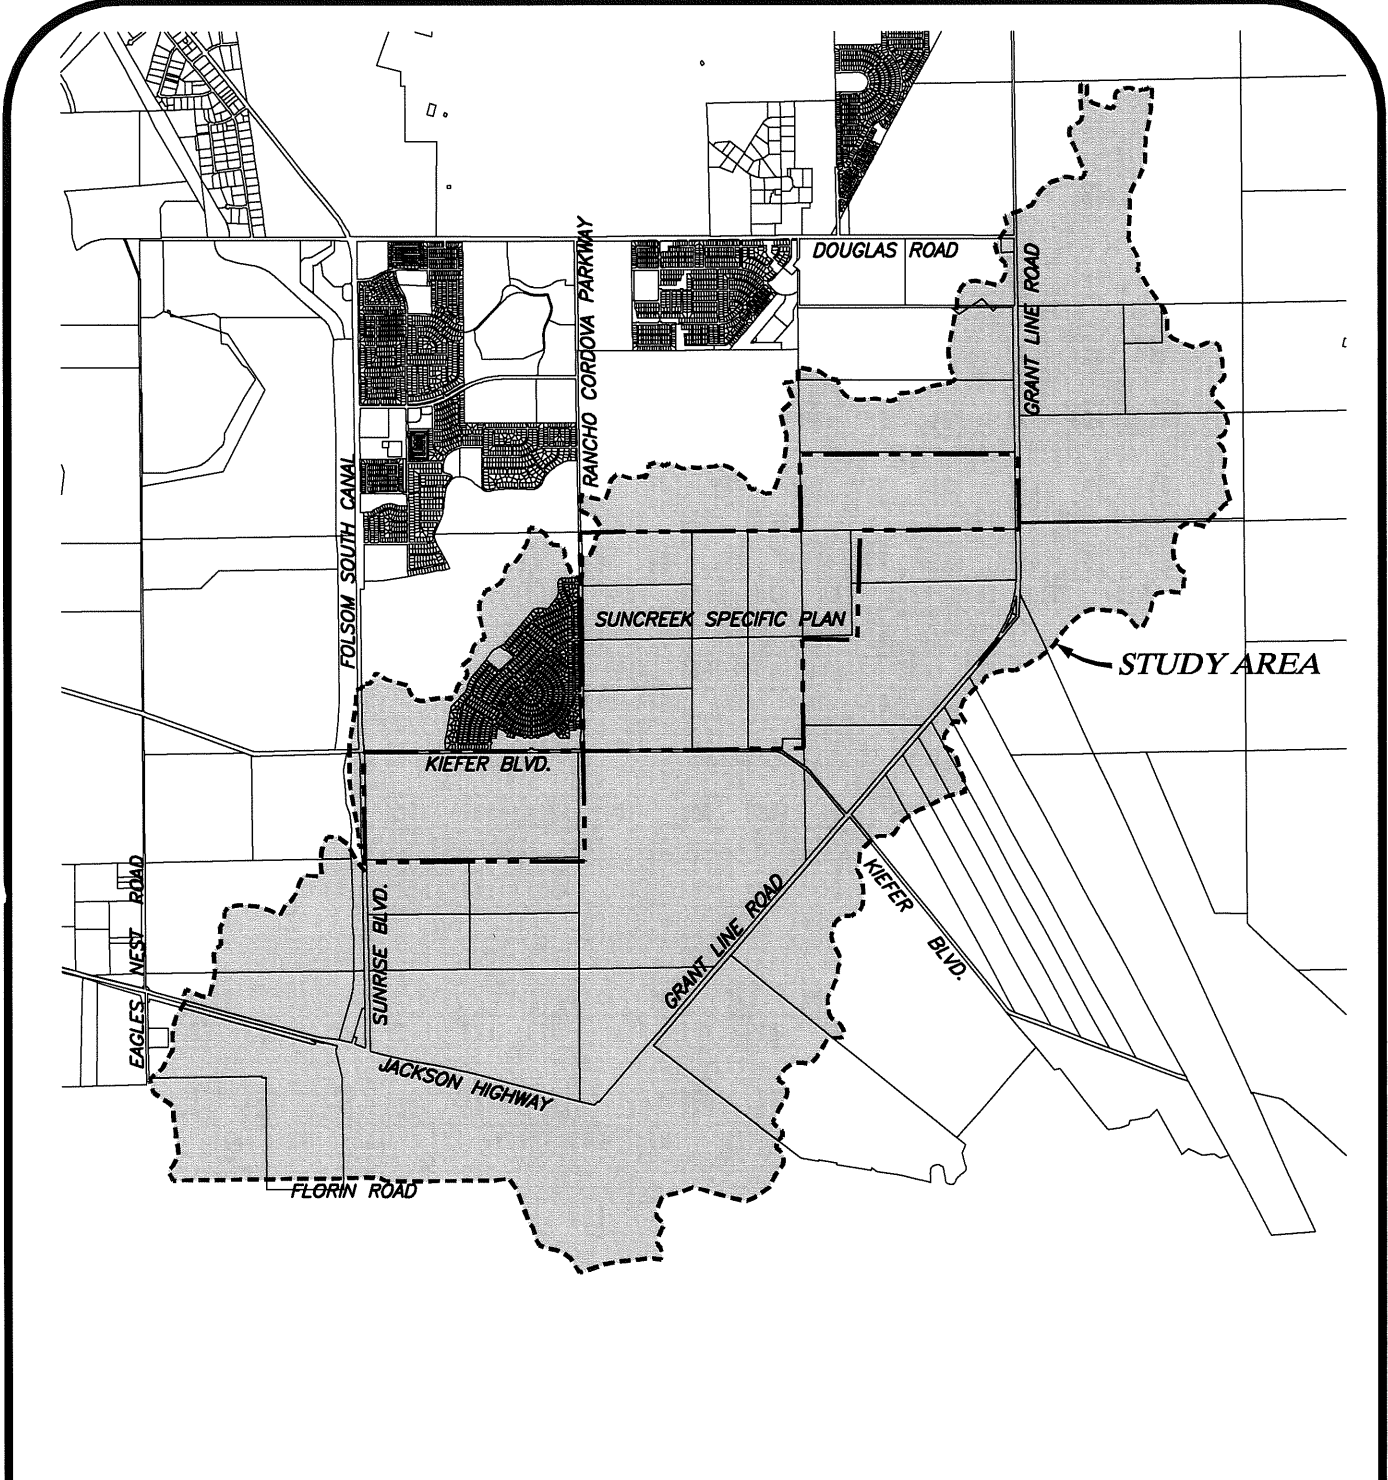 DOUGLAS ROAD
RANCHO CORDOVA PARKWAY
GRANT LINE ROAD
FOLSOM SOUTH CANAL
SUNCREEK SPECIFIC PLAN
STUDY AREA
KIEFER BLVD.
EAGLES NEST ROAD
SUNRISE BLVD.
GRANT LINE ROAD
KIEFER BLVD.
JACKSON HIGHWAY
FLORIN ROAD